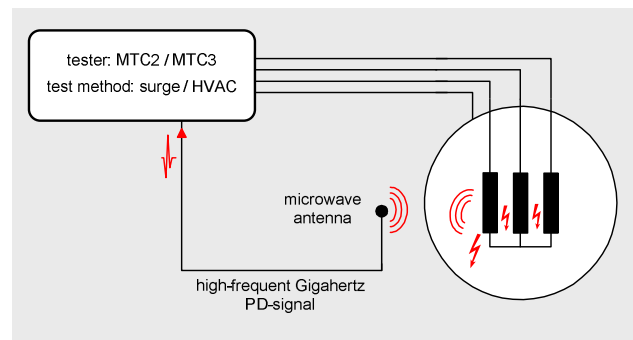 tester: MTC2 / MTC3
test method: surge / HVAC
microwave
antenna
high-frequent Gigahertz
PD-signal